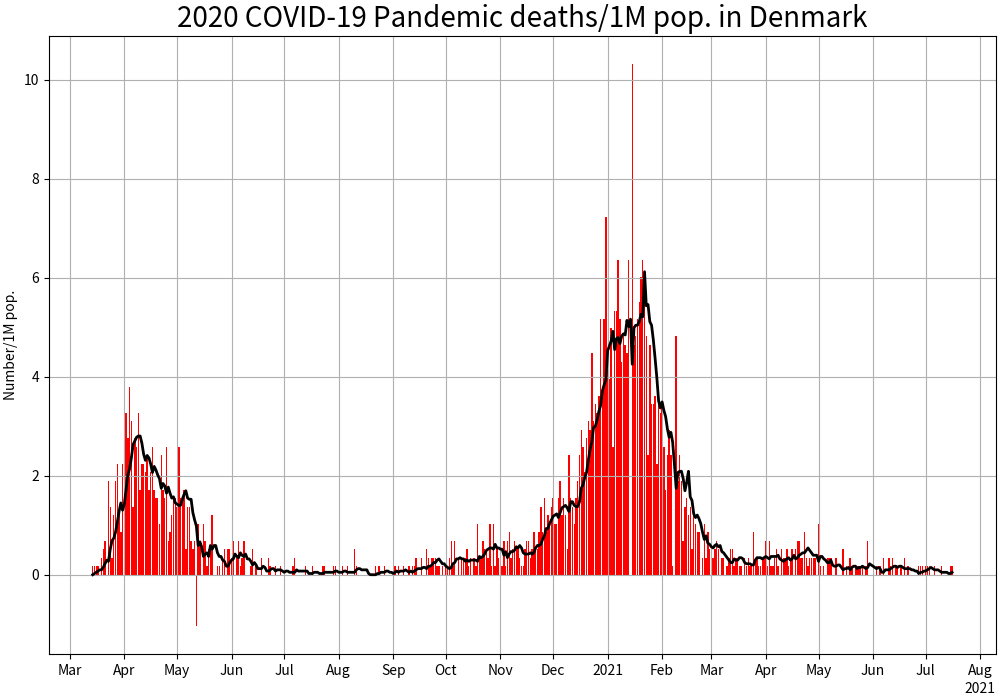 2020 COVID-19 Pandemic deaths/1M pop. in Denmark
Number/1M pop.
10
8
6
4
2
0
Mar Apr May Jun Jul Aug Sep Oct Nov Dec 2021 Feb Mar Apr May Jun Jul Aug
2021